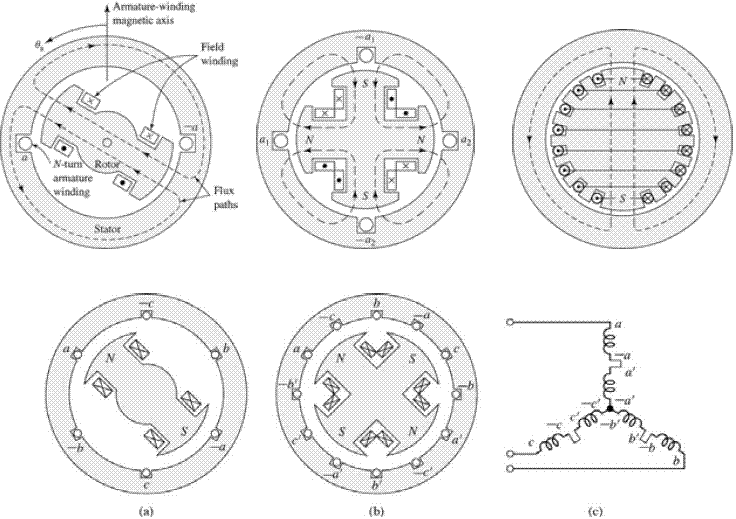 Armature-winding
magnetic axis
θa
Field
winding
a
−a
N-turn
armature
winding
Rotor
Flux
paths
Stator
−a1
S
a1
N
N
a2
S
−a2
N
S
−c
a
N
b
−b
S
−a
c
(a)
b
−c
−a
a
N
S
c
−b'
−b
c'
S
N
a'
−a'
−c'
b'
(b)
a
−a
a'
−a'
−c'
−b'
c
−c
c'
b'
−b
b
(c)